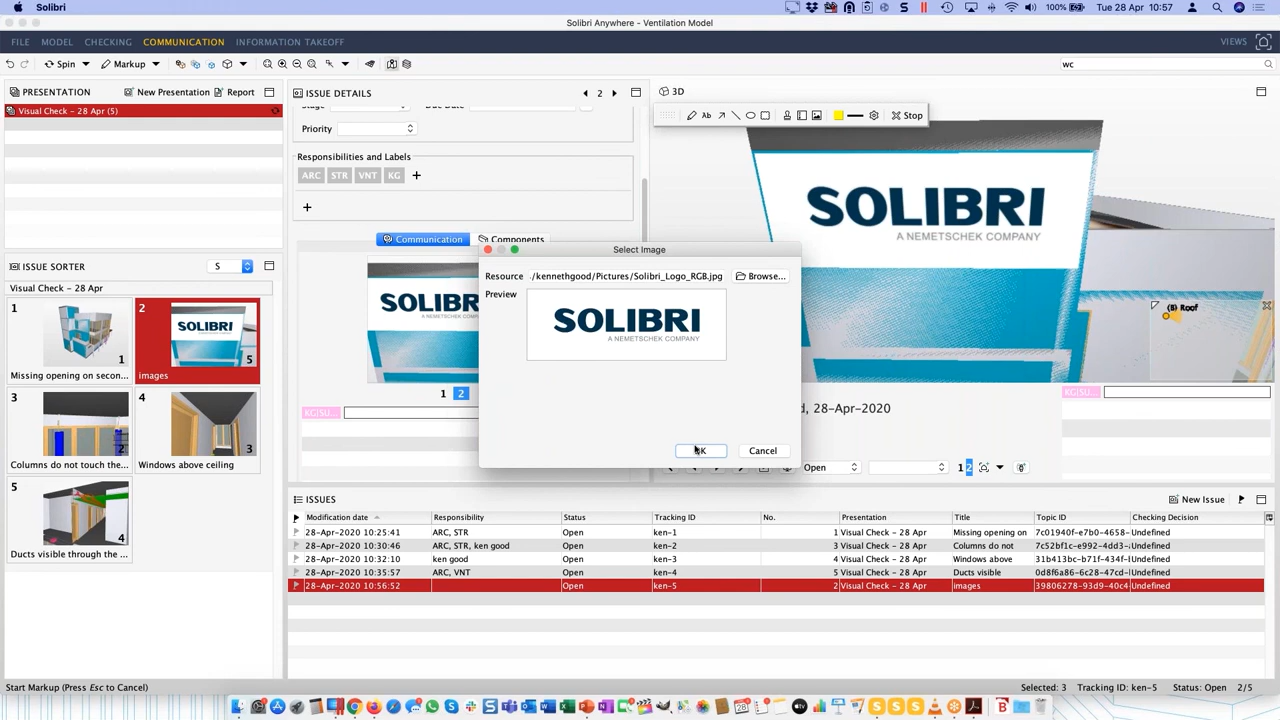 Solibri
100%
Tue 28 Apr 10:57
Solibri Anywhere - Ventilation Model
FILE MODEL CHECKING COMMUNICATION INFORMATION TAKEOFF
VIEWS
Spin
Markup
wc
PRESENTATION
New Presentation
Report
Visual Check - 28 Apr (5)
ISSUE DETAILS
2
Due Date
Priority
Responsibilities and Labels
ARC STR VNT KG
Communication
Components
1 2
3D
Ab
Stop
SOLIBRI
A NEMETSCHEK COMPANY
(B) Roof
d, 28-Apr-2020
Open
1 2
Select Image
Resource
/kennethgood/Pictures/Solibri_Logo_RGB.jpg
Browse...
Preview
SOLIBRI
A NEMETSCHEK COMPANY
OK
Cancel
ISSUE SORTER
S
Visual Check - 28 Apr
1
1
Missing opening on secon...
2
SOLIBRI
5
images
3
2
Columns do not touch the...
4
3
Windows above ceiling
5
4
Ducts visible through the ...
ISSUES
New Issue
Modification date Responsibility Status Tracking ID No. Presentation Title Topic ID Checking Decision
28-Apr-2020 10:25:41 ARC, STR Open ken-1 1 Visual Check - 28 Apr Missing opening on 7c01940f-e7b0-4658- Undefined
28-Apr-2020 10:30:46 ARC, STR, ken good Open ken-2 3 Visual Check - 28 Apr Columns do not 7c52bf1c-e992-4dd3- Undefined
28-Apr-2020 10:32:10 ken good Open ken-3 4 Visual Check - 28 Apr Windows above 31b413bc-b71f-434f- Undefined
28-Apr-2020 10:35:57 ARC, VNT Open ken-4 5 Visual Check - 28 Apr Ducts visible 0d8f6a86-6c28-47cd- Undefined
28-Apr-2020 10:56:52 Open ken-5 2 Visual Check - 28 Apr images 39806278-93d9-40c4 Undefined
Start Markup (Press Esc to Cancel)
Selected: 3 Tracking ID: ken-5 Status: Open 2/5